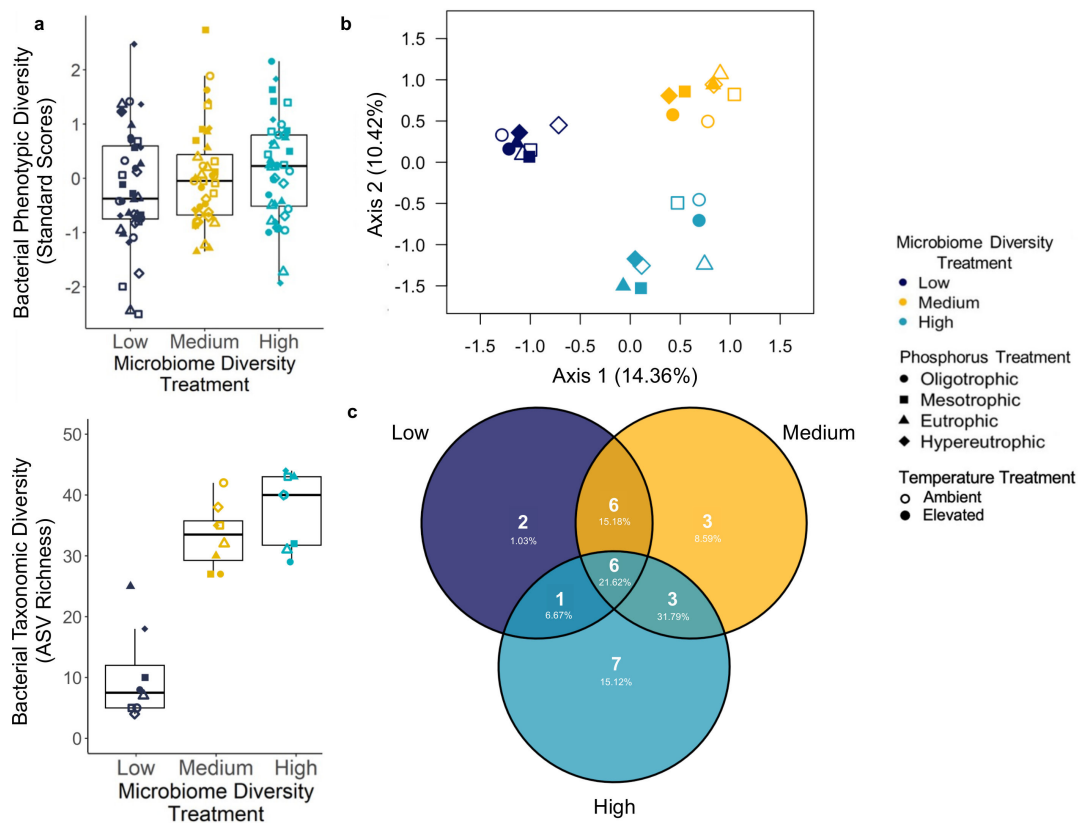 a
Bacterial Phenotypic Diversity
(Standard Scores)
2
1
0
-1
-2
Low Medium High
Microbiome Diversity
Treatment
b
Axis 2 (10.42%)
1.5
1.0
0.5
0.0
-0.5
-1.0
-1.5
-1.5 -1.0 -0.5 0.0 0.5 1.0 1.5
Axis 1 (14.36%)
Bacterial Taxonomic Diversity
(ASV Richness)
50
40
30
20
10
0
Low Medium High
Microbiome Diversity
Treatment
c
Low
Medium
6
15.18%
2
1.03%
3
8.59%
6
21.62%
1
6.67%
3
31.79%
7
15.12%
High
Microbiome Diversity
Treatment
Low
Medium
High
Phosphorus Treatment
Oligotrophic
Mesotrophic
Eutrophic
Hypereutrophic
Temperature Treatment
Ambient
Elevated